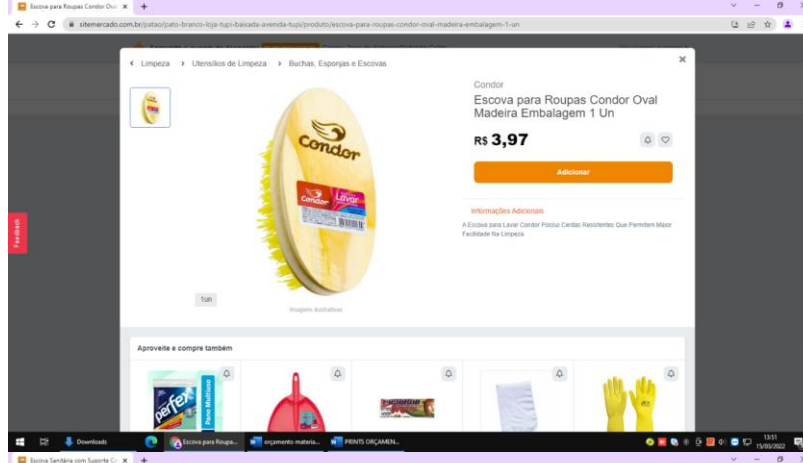 Escova para Roupas Condor Ova
sitemercado.com.br/patao/pato-branco-loja-tupi-baixada-avenida-tupi/produto/escova-para-roupas-condor-oval-madeira-embalagem-1-un
Limpeza > Utensílios de Limpeza > Buchas, Esponjas e Escovas
Condor
Escova para Roupas Condor Oval
Madeira Embalagem 1 Un
R$ 3,97
Adicionar
Informações Adicionais
A Escova para Lavar Condor Possui Cerdas Resistentes Que Permitem Maior
Facilidade Na Limpeza.
Condor
Condor
Lavar
1un
Imagens ilustrativas
Feedback
Aproveite e compre também
perfex
Pano Multiuso
Downloads
Escova para Roupa...
orçamento materia...
PRINTS ORÇAMEN...
13:51
15/03/2022
Escova Sanitária com Suporte Co